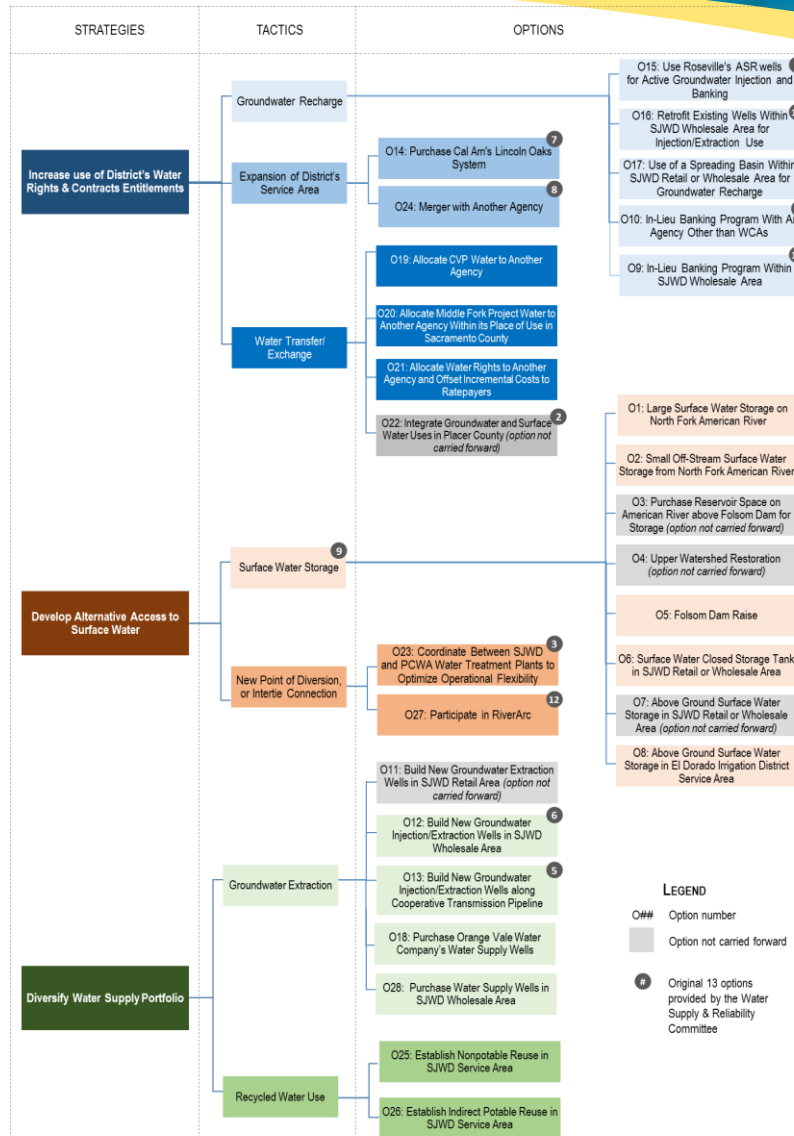 STRATEGIES
TACTICS
OPTIONS
Increase use of District's Water
Rights & Contracts Entitlements
Groundwater Recharge
O15: Use Roseville's ASR wells
for Active Groundwater Injection and
Banking
O16: Retrofit Existing Wells Within
SJWD Wholesale Area for
Injection/Extraction Use
O17: Use of a Spreading Basin Within
SJWD Retail or Wholesale Area for
Groundwater Recharge
O10: In-Lieu Banking Program With An
Agency Other than WCAs
O9: In-Lieu Banking Program Within
SJWD Wholesale Area
Expansion of District's
Service Area
7
O14: Purchase Cal Am's Lincoln Oaks
System
8
O24: Merger with Another Agency
Water Transfer/
Exchange
O19: Allocate CVP Water to Another
Agency
O20: Allocate Middle Fork Project Water to
Another Agency Within its Place of Use in
Sacramento County
O21: Allocate Water Rights to Another
Agency and Offset Incremental Costs to
Ratepayers
2
O22: Integrate Groundwater and Surface
Water Uses in Placer County (option not
carried forward)
Develop Alternative Access to
Surface Water
9
Surface Water Storage
O1: Large Surface Water Storage on
North Fork American River
O2: Small Off-Stream Surface Water
Storage from North Fork American River
O3: Purchase Reservoir Space on
American River above Folsom Dam for
Storage (option not carried forward)
O4: Upper Watershed Restoration
(option not carried forward)
O5: Folsom Dam Raise
O6: Surface Water Closed Storage Tank
in SJWD Retail or Wholesale Area
O7: Above Ground Surface Water
Storage in SJWD Retail or Wholesale
Area (option not carried forward)
O8: Above Ground Surface Water
Storage in El Dorado Irrigation District
Service Area
New Point of Diversion,
or Intertie Connection
3
O23: Coordinate Between SJWD
and PCWA Water Treatment Plants to
Optimize Operational Flexibility
12
O27: Participate in RiverArc
Diversify Water Supply Portfolio
Groundwater Extraction
O11: Build New Groundwater Extraction
Wells in SJWD Retail Area (option not
carried forward)
6
O12: Build New Groundwater
Injection/Extraction Wells in SJWD
Wholesale Area
5
O13: Build New Groundwater
Injection/Extraction Wells along
Cooperative Transmission Pipeline
O18: Purchase Orange Vale Water
Company's Water Supply Wells
O28: Purchase Water Supply Wells in
SJWD Wholesale Area
Recycled Water Use
O25: Establish Nonpotable Reuse in
SJWD Service Area
O26: Establish Indirect Potable Reuse in
SJWD Service Area
LEGEND
O## Option number
Option not carried forward
# Original 13 options
provided by the Water
Supply & Reliability
Committee